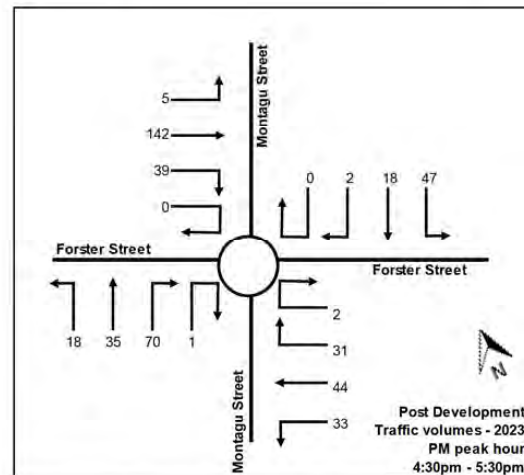 Montagu Street
5
142
39
0
0 2 18 47
Forster Street
Forster Street
18 35 70 1
2
31
44
33
Montagu Street
N
Post Development
Traffic volumes - 2023
PM peak hour
4:30pm - 5:30pm